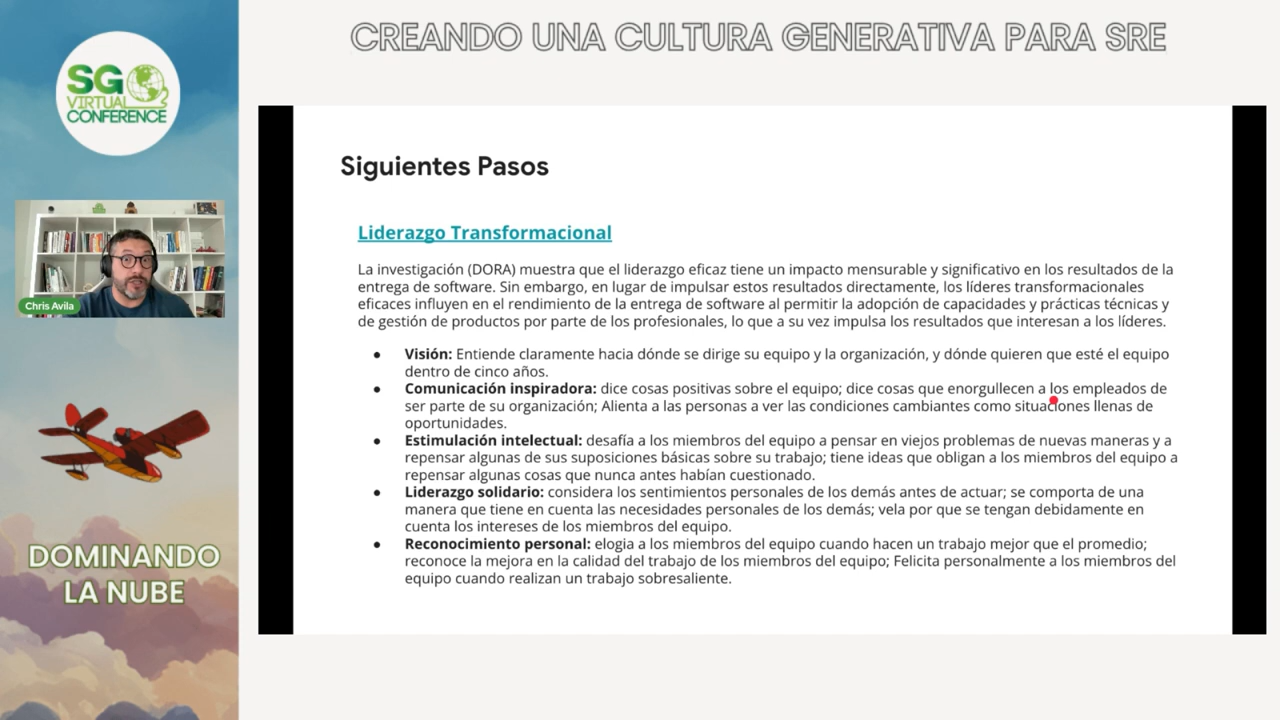 CREANDO UNA CULTURA GENERATIVA PARA SRE
SG
VIRTUAL
CONFERENCE
Chris Avila
DOMINANDO
LA NUBE
Siguientes Pasos
Liderazgo Transformacional
La investigación (DORA) muestra que el liderazgo eficaz tiene un impacto mensurable y significativo en los resultados de la
entrega de software. Sin embargo, en lugar de impulsar estos resultados directamente, los líderes transformacionales
eficaces influyen en el rendimiento de la entrega de software al permitir la adopción de capacidades y prácticas técnicas y
de gestión de productos por parte de los profesionales, lo que a su vez impulsa los resultados que interesan a los líderes.
● Visión: Entiende claramente hacia dónde se dirige su equipo y la organización, y dónde quieren que esté el equipo
dentro de cinco años.
● Comunicación inspiradora: dice cosas positivas sobre el equipo; dice cosas que enorgullecen a los empleados de
ser parte de su organización; Alienta a las personas a ver las condiciones cambiantes como situaciones llenas de
oportunidades.
● Estimulación intelectual: desafía a los miembros del equipo a pensar en viejos problemas de nuevas maneras y a
repensar algunas de sus suposiciones básicas sobre su trabajo; tiene ideas que obligan a los miembros del equipo a
repensar algunas cosas que nunca antes habían cuestionado.
● Liderazgo solidario: considera los sentimientos personales de los demás antes de actuar; se comporta de una
manera que tiene en cuenta las necesidades personales de los demás; vela por que se tengan debidamente en
cuenta los intereses de los miembros del equipo.
● Reconocimiento personal: elogia a los miembros del equipo cuando hacen un trabajo mejor que el promedio;
reconoce la mejora en la calidad del trabajo de los miembros del equipo; Felicita personalmente a los miembros del
equipo cuando realizan un trabajo sobresaliente.